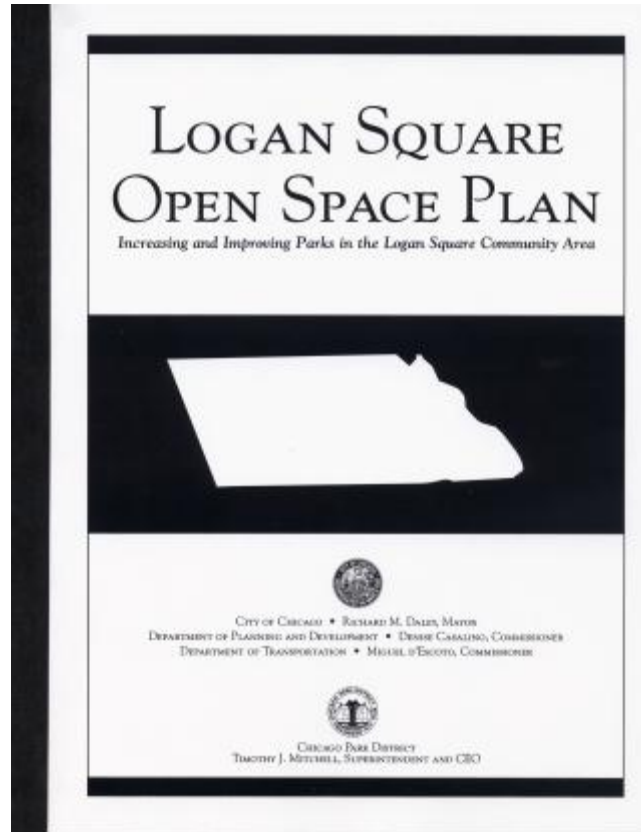 LOGAN SQUARE
OPEN SPACE PLAN
Increasing and Improving Parks in the Logan Square Community Area
CITY OF CHICAGO • RICHARD M. DALEY, MAYOR
DEPARTMENT OF PLANNING AND DEVELOPMENT • DENISE CASALINO, COMMISSIONER
DEPARTMENT OF TRANSPORTATION • MIGUEL D'ESCOTO, COMMISSIONER
CHICAGO PARK DISTRICT
TIMOTHY J. MITCHELL, SUPERINTENDENT AND CEO